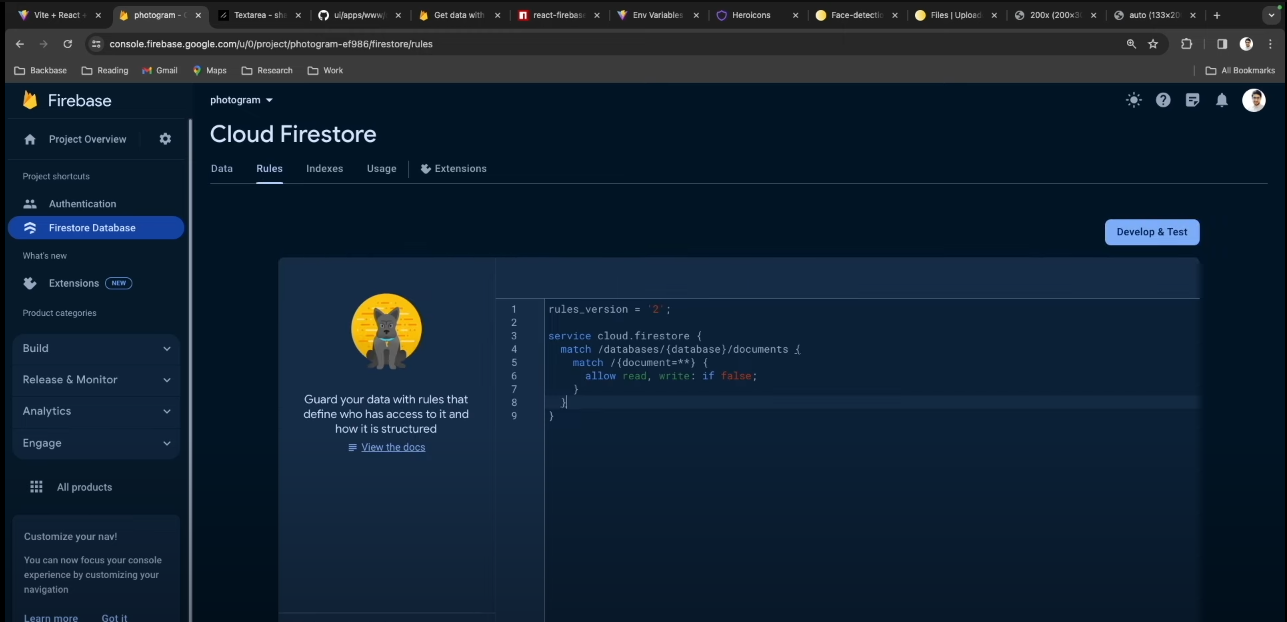 Vite + React
photogram - C
Textarea - sha
ui/apps/www/
Get data with
react-firebase
Env Variables
Heroicons
Face-detectio
Files | Upload
200x (200×3
auto (133×20
console.firebase.google.com/u/0/project/photogram-ef986/firestore/rules
Backbase
Reading
Gmail
Maps
Research
Work
All Bookmarks
Firebase
photogram
Project Overview
Cloud Firestore
Data
Rules
Indexes
Usage
Extensions
Project shortcuts
Authentication
Firestore Database
What's new
Extensions NEW
Product categories
Build
Release & Monitor
Analytics
Engage
All products
Customize your nav!
You can now focus your console
experience by customizing your
navigation
Learn more
Got it
Develop & Test
Guard your data with rules that
define who has access to it and
how it is structured
View the docs
1 rules_version = '2';
2
3 service cloud.firestore {
4 match /databases/{database}/documents {
5 match /{document=**} {
6 allow read, write: if false;
7 }
8 }
9 }